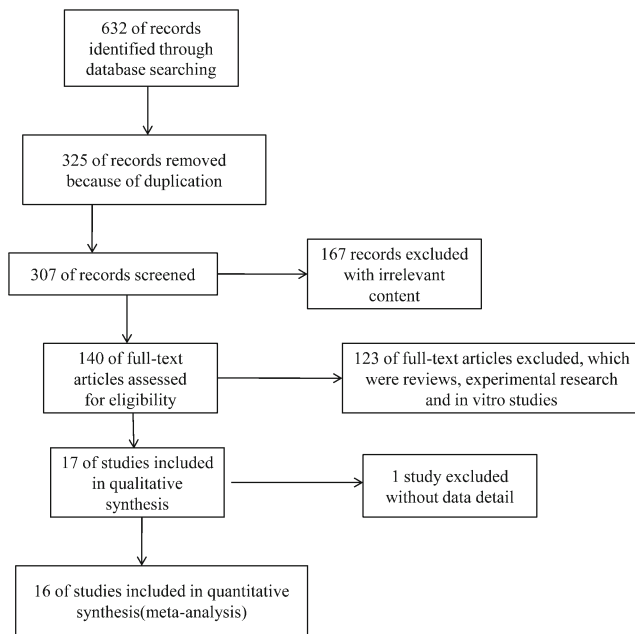 632 of records
identified through
database searching
325 of records removed
because of duplication
307 of records screened
167 records excluded
with irrelevant
content
140 of full-text
articles assessed
for eligibility
123 of full-text articles excluded, which
were reviews, experimental research
and in vitro studies
17 of studies included
in qualitative
synthesis
1 study excluded
without data detail
16 of studies included in quantitative
synthesis(meta-analysis)